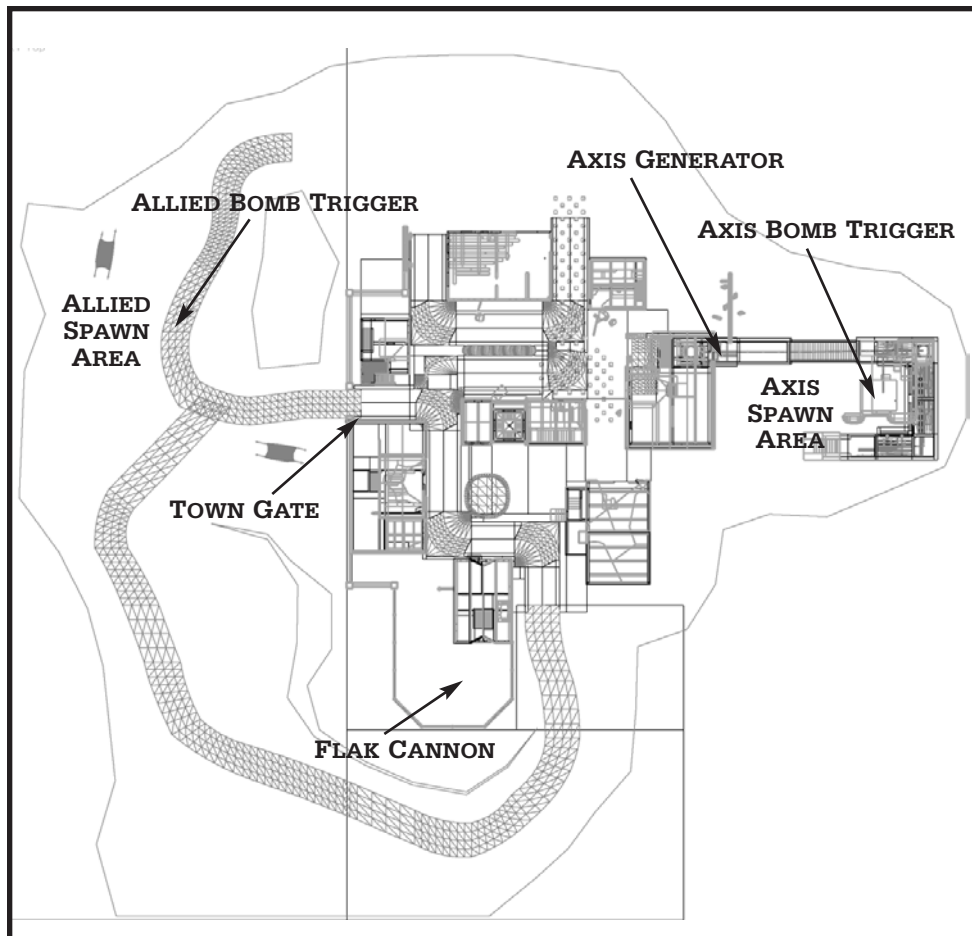 AXIS GENERATOR
ALLIED BOMB TRIGGER
AXIS BOMB TRIGGER
ALLIED
SPAWN
AREA
AXIS
SPAWN
AREA
TOWN GATE
FLAK CANNON